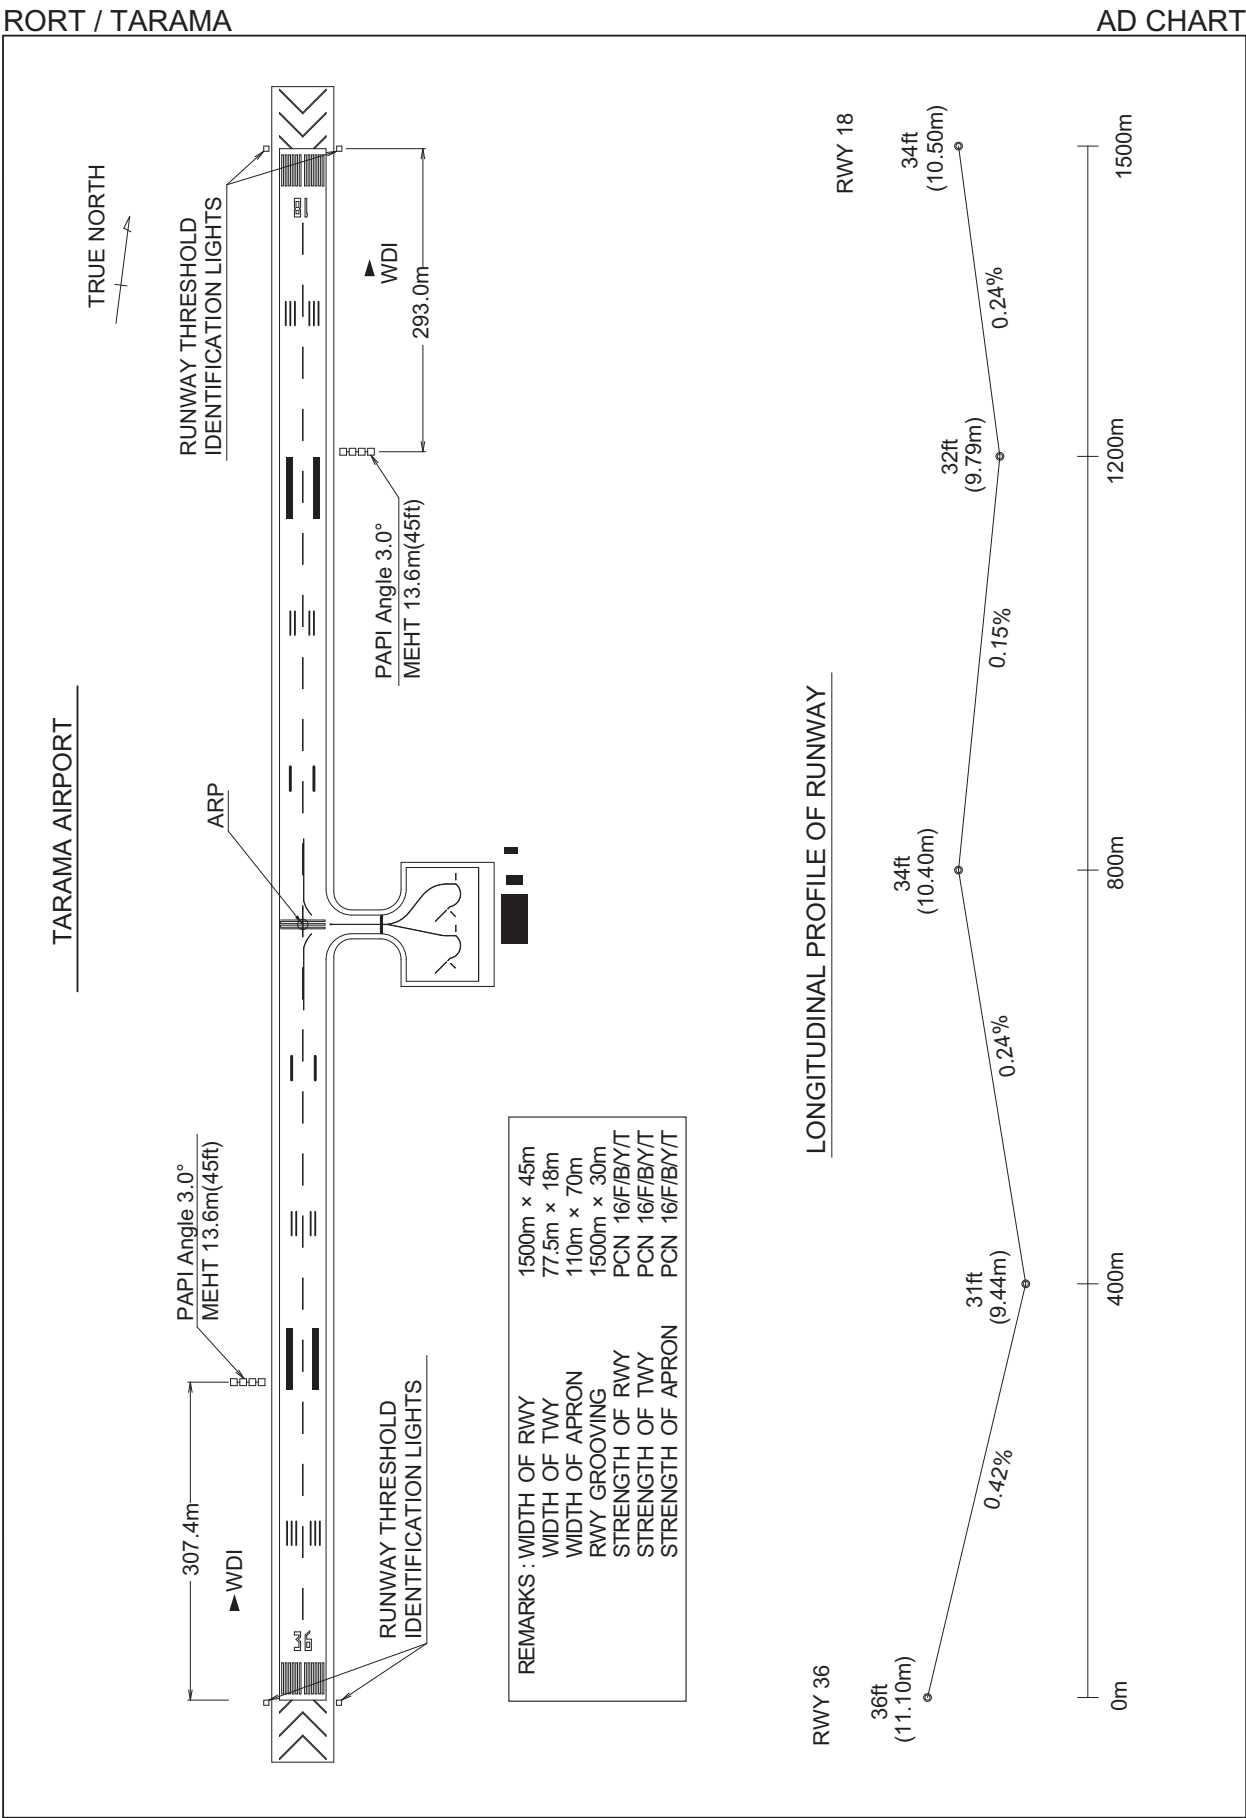 RORT / TARAMA
AD CHART
TARAMA AIRPORT
TRUE NORTH
RUNWAY THRESHOLD
IDENTIFICATION LIGHTS
18
WDI
293.0m
PAPI Angle 3.0°
MEHT 13.6m(45ft)
ARP
PAPI Angle 3.0°
MEHT 13.6m(45ft)
307.4m
WDI
36
RUNWAY THRESHOLD
IDENTIFICATION LIGHTS
REMARKS : WIDTH OF RWY 1500m × 45m
WIDTH OF TWY 77.5m × 18m
WIDTH OF APRON 110m × 70m
RWY GROOVING 1500m × 30m
STRENGTH OF RWY PCN 16/F/B/Y/T
STRENGTH OF TWY PCN 16/F/B/Y/T
STRENGTH OF APRON PCN 16/F/B/Y/T
LONGITUDINAL PROFILE OF RUNWAY
RWY 36
RWY 18
36ft
(11.10m)
31ft
(9.44m)
34ft
(10.40m)
32ft
(9.79m)
34ft
(10.50m)
0.42%
0.24%
0.15%
0.24%
0m
400m
800m
1200m
1500m